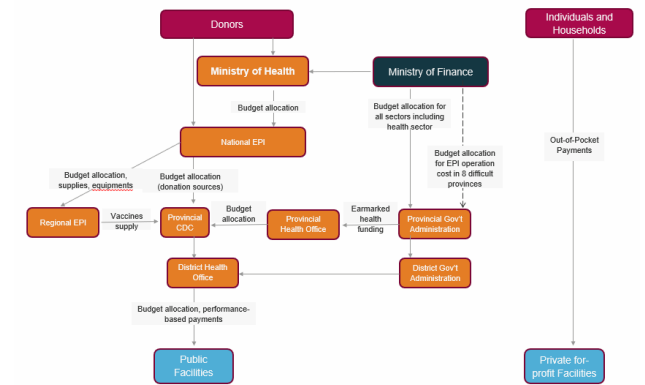 Donors
Individuals and
Households
Ministry of Health
Ministry of Finance
Budget allocation
Budget allocation for
all sectors including
health sector
National EPI
Out-of-Pocket
Payments
Budget allocation
for EPI operation
cost in 8 difficult
provinces
Budget allocation,
supplies, equipments
Budget allocation
(donation sources)
Regional EPI
Vaccines
supply
Provincial
CDC
Budget
allocation
Provincial
Health Office
Earmarked
health
funding
Provincial Gov't
Administration
District Health
Office
District Gov't
Administration
Budget allocation, performance-
based payments
Public
Facilities
Private for-
profit Facilities